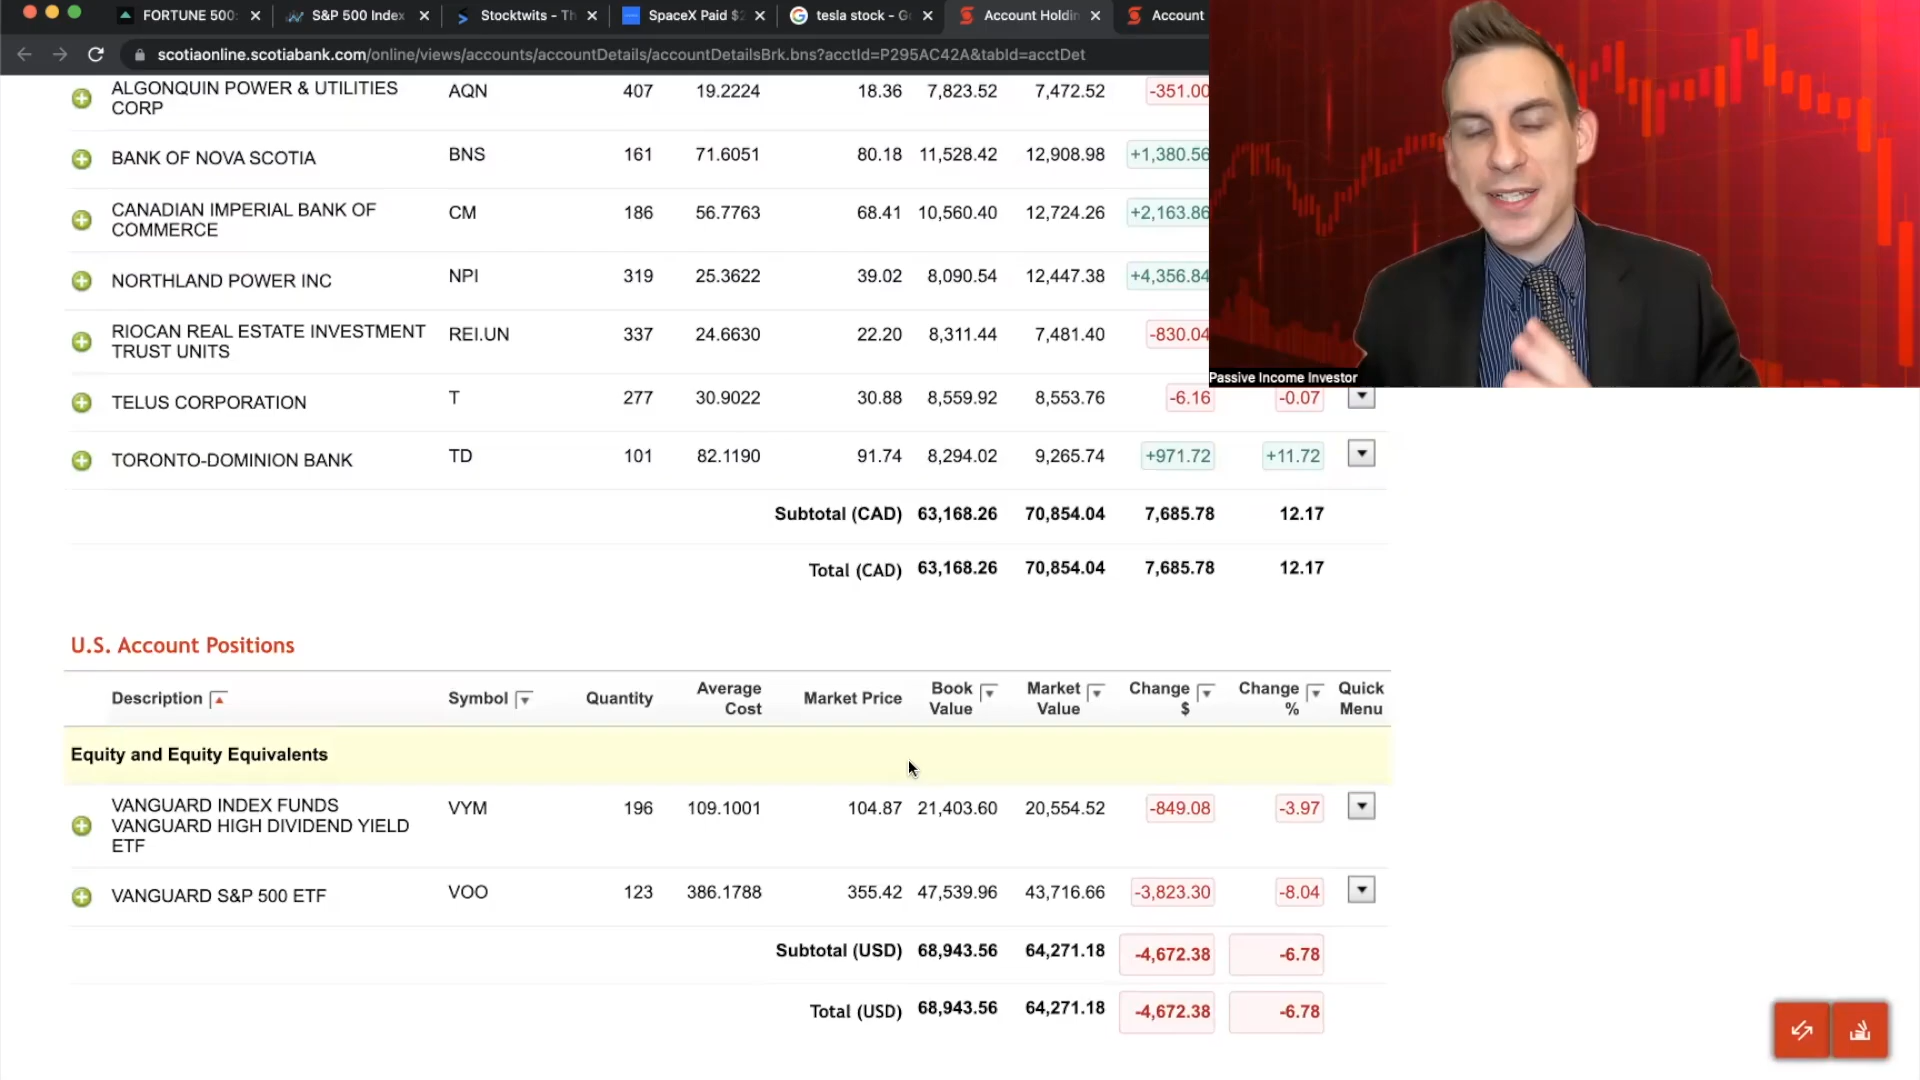 FORTUNE 500:
S&P 500 Index
Stocktwits - Th
SpaceX Paid $2
tesla stock - Go
Account Holdin
Account
scotiaonline.scotiabank.com/online/views/accounts/accountDetails/accountDetailsBrk.bns?acctId=P295AC42A&tabId=acctDet
ALGONQUIN POWER & UTILITIES
CORP
AQN 407 19.2224 18.36 7,823.52 7,472.52 -351.00
BANK OF NOVA SCOTIA BNS 161 71.6051 80.18 11,528.42 12,908.98 +1,380.56
CANADIAN IMPERIAL BANK OF
COMMERCE
CM 186 56.7763 68.41 10,560.40 12,724.26 +2,163.86
NORTHLAND POWER INC NPI 319 25.3622 39.02 8,090.54 12,447.38 +4,356.84
RIOCAN REAL ESTATE INVESTMENT
TRUST UNITS
REI.UN 337 24.6630 22.20 8,311.44 7,481.40 -830.04
Passive Income Investor
TELUS CORPORATION T 277 30.9022 30.88 8,559.92 8,553.76 -6.16 -0.07
TORONTO-DOMINION BANK TD 101 82.1190 91.74 8,294.02 9,265.74 +971.72 +11.72
Subtotal (CAD) 63,168.26 70,854.04 7,685.78 12.17
Total (CAD) 63,168.26 70,854.04 7,685.78 12.17
U.S. Account Positions
Description Symbol Quantity Average Cost Market Price Book Value Market Value Change $ Change % Quick Menu
Equity and Equity Equivalents
VANGUARD INDEX FUNDS
VANGUARD HIGH DIVIDEND YIELD
ETF
VYM 196 109.1001 104.87 21,403.60 20,554.52 -849.08 -3.97
VANGUARD S&P 500 ETF VOO 123 386.1788 355.42 47,539.96 43,716.66 -3,823.30 -8.04
Subtotal (USD) 68,943.56 64,271.18 -4,672.38 -6.78
Total (USD) 68,943.56 64,271.18 -4,672.38 -6.78